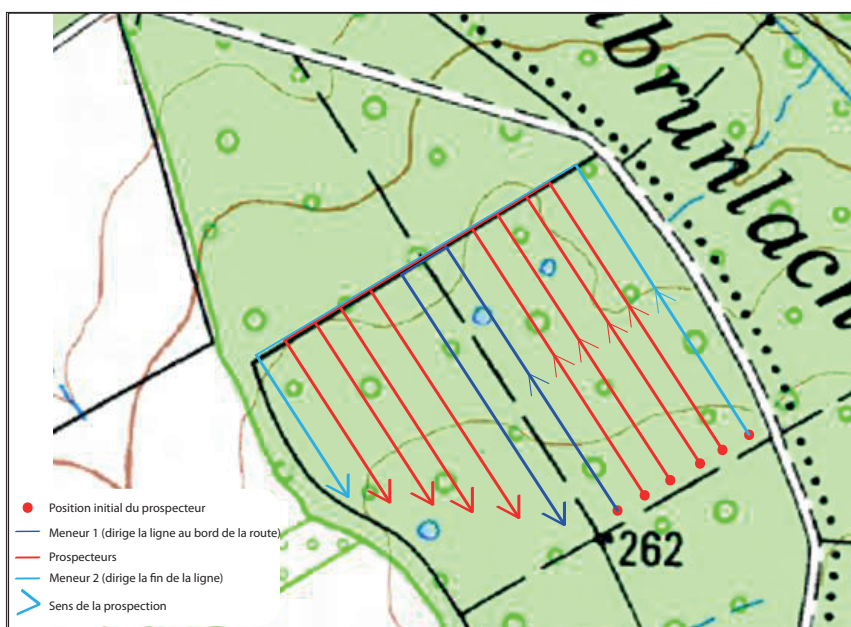 abrunlach
262
Position initial du prospecteur
Meneur 1 (dirige la ligne au bord de la route)
Prospecteurs
Meneur 2 (dirige la fin de la ligne)
Sens de la prospection